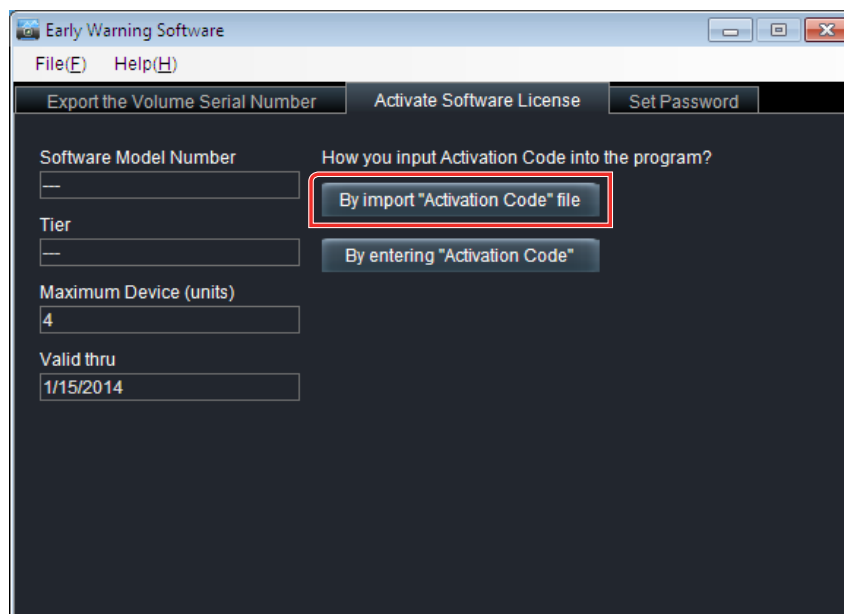 Early Warning Software
File(F) Help(H)
Export the Volume Serial Number Activate Software License Set Password
Software Model Number
---
Tier
---
Maximum Device (units)
4
Valid thru
1/15/2014
How you input Activation Code into the program?
By import "Activation Code" file
By entering "Activation Code"